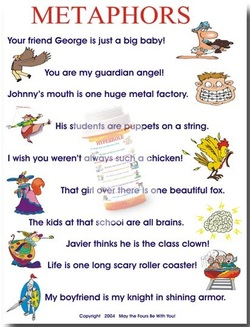 METAPHORS
Your friend George is just a big baby!
You are my guardian angel!
Johnny's mouth is one huge metal factory.
His students are puppets on a string.
I wish you weren't always such a chicken!
That girl over there is one beautiful fox.
The kids at that school are all brains.
Javier thinks he is the class clown!
Life is one long scary roller coaster!
My boyfriend is my knight in shining armor.
Copyright 2004 May the Fours Be With You!